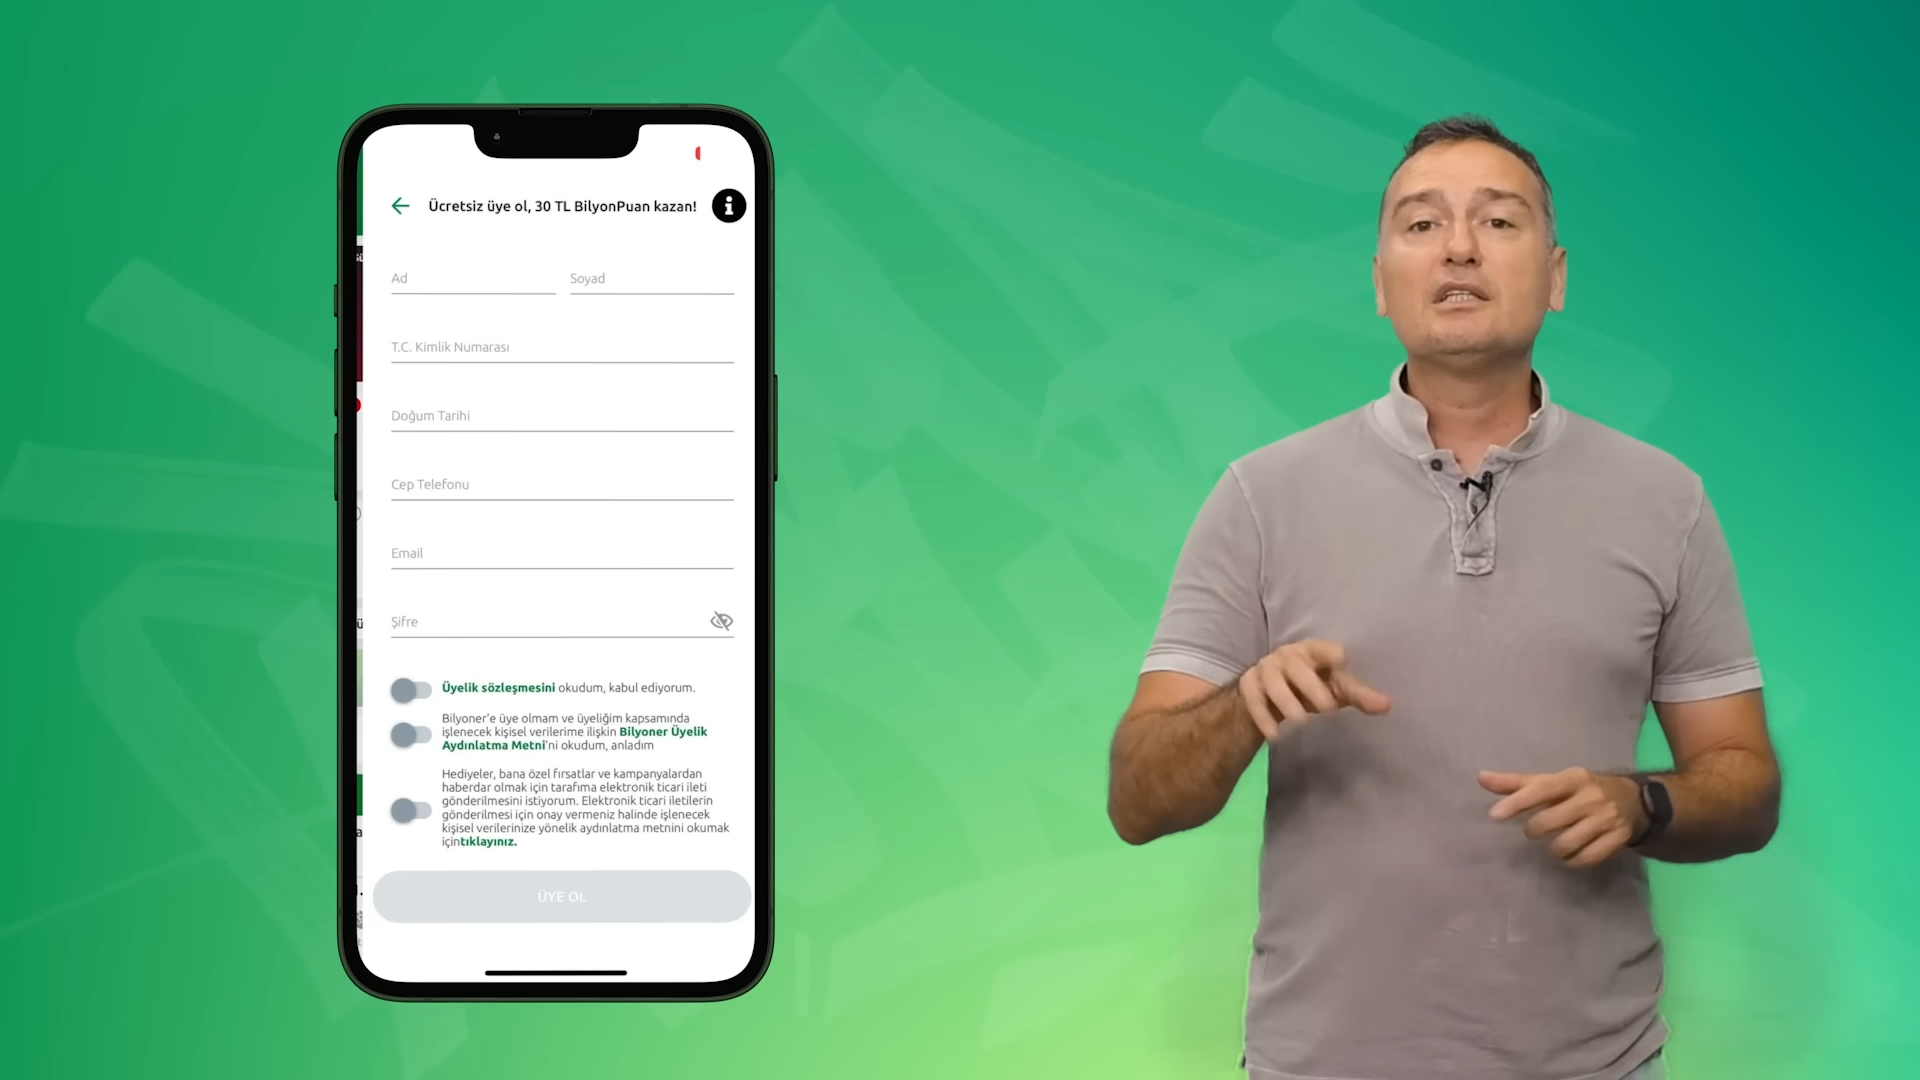 Ücretsiz üye ol, 30 TL BilyonPuan kazan!
Ad
Soyad
T.C. Kimlik Numarası
Doğum Tarihi
Cep Telefonu
Email
Şifre
Üyelik sözleşmesini okudum, kabul ediyorum.
Bilyoner'e üye olmam ve üyeliğim kapsamında
işlenecek kişisel verilerime ilişkin Bilyoner Üyelik
Aydınlatma Metni'ni okudum, anladım
Hediyeler, bana özel fırsatlar ve kampanyalardan
haberdar olmak için tarafıma elektronik ticari ileti
gönderilmesini istiyorum. Elektronik ticari iletilerin
gönderilmesi için onay vermeniz halinde işlenecek
kişisel verilerinize yönelik aydınlatma metnini okumak
içintıklayınız.
ÜYE OL